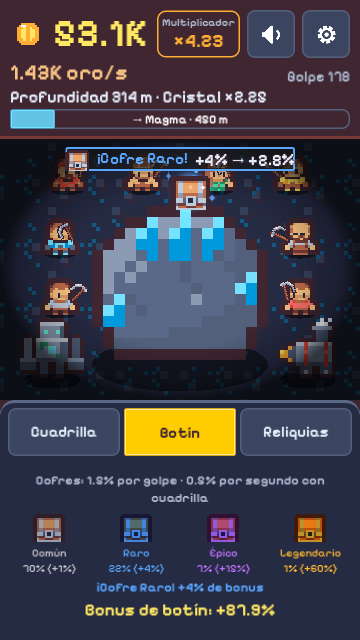 83.1K
Multiplicador
×4.23
1.43K oro/s
Golpe 178
Profundidad 314 m · Cristal ×2.28
→ Magma · 480 m
¡Cofre Raro! +4% → +2.8%
Cuadrilla
Botín
Reliquias
Cofres: 1.8% por golpe · 0.8% por segundo con
cuadrilla
Común
Raro
Épico
Legendario
70% (+1%)
22% (+4%)
7% (+15%)
1% (+60%)
¡Cofre Raro! +4% de bonus
Bonus de botín: +87.9%